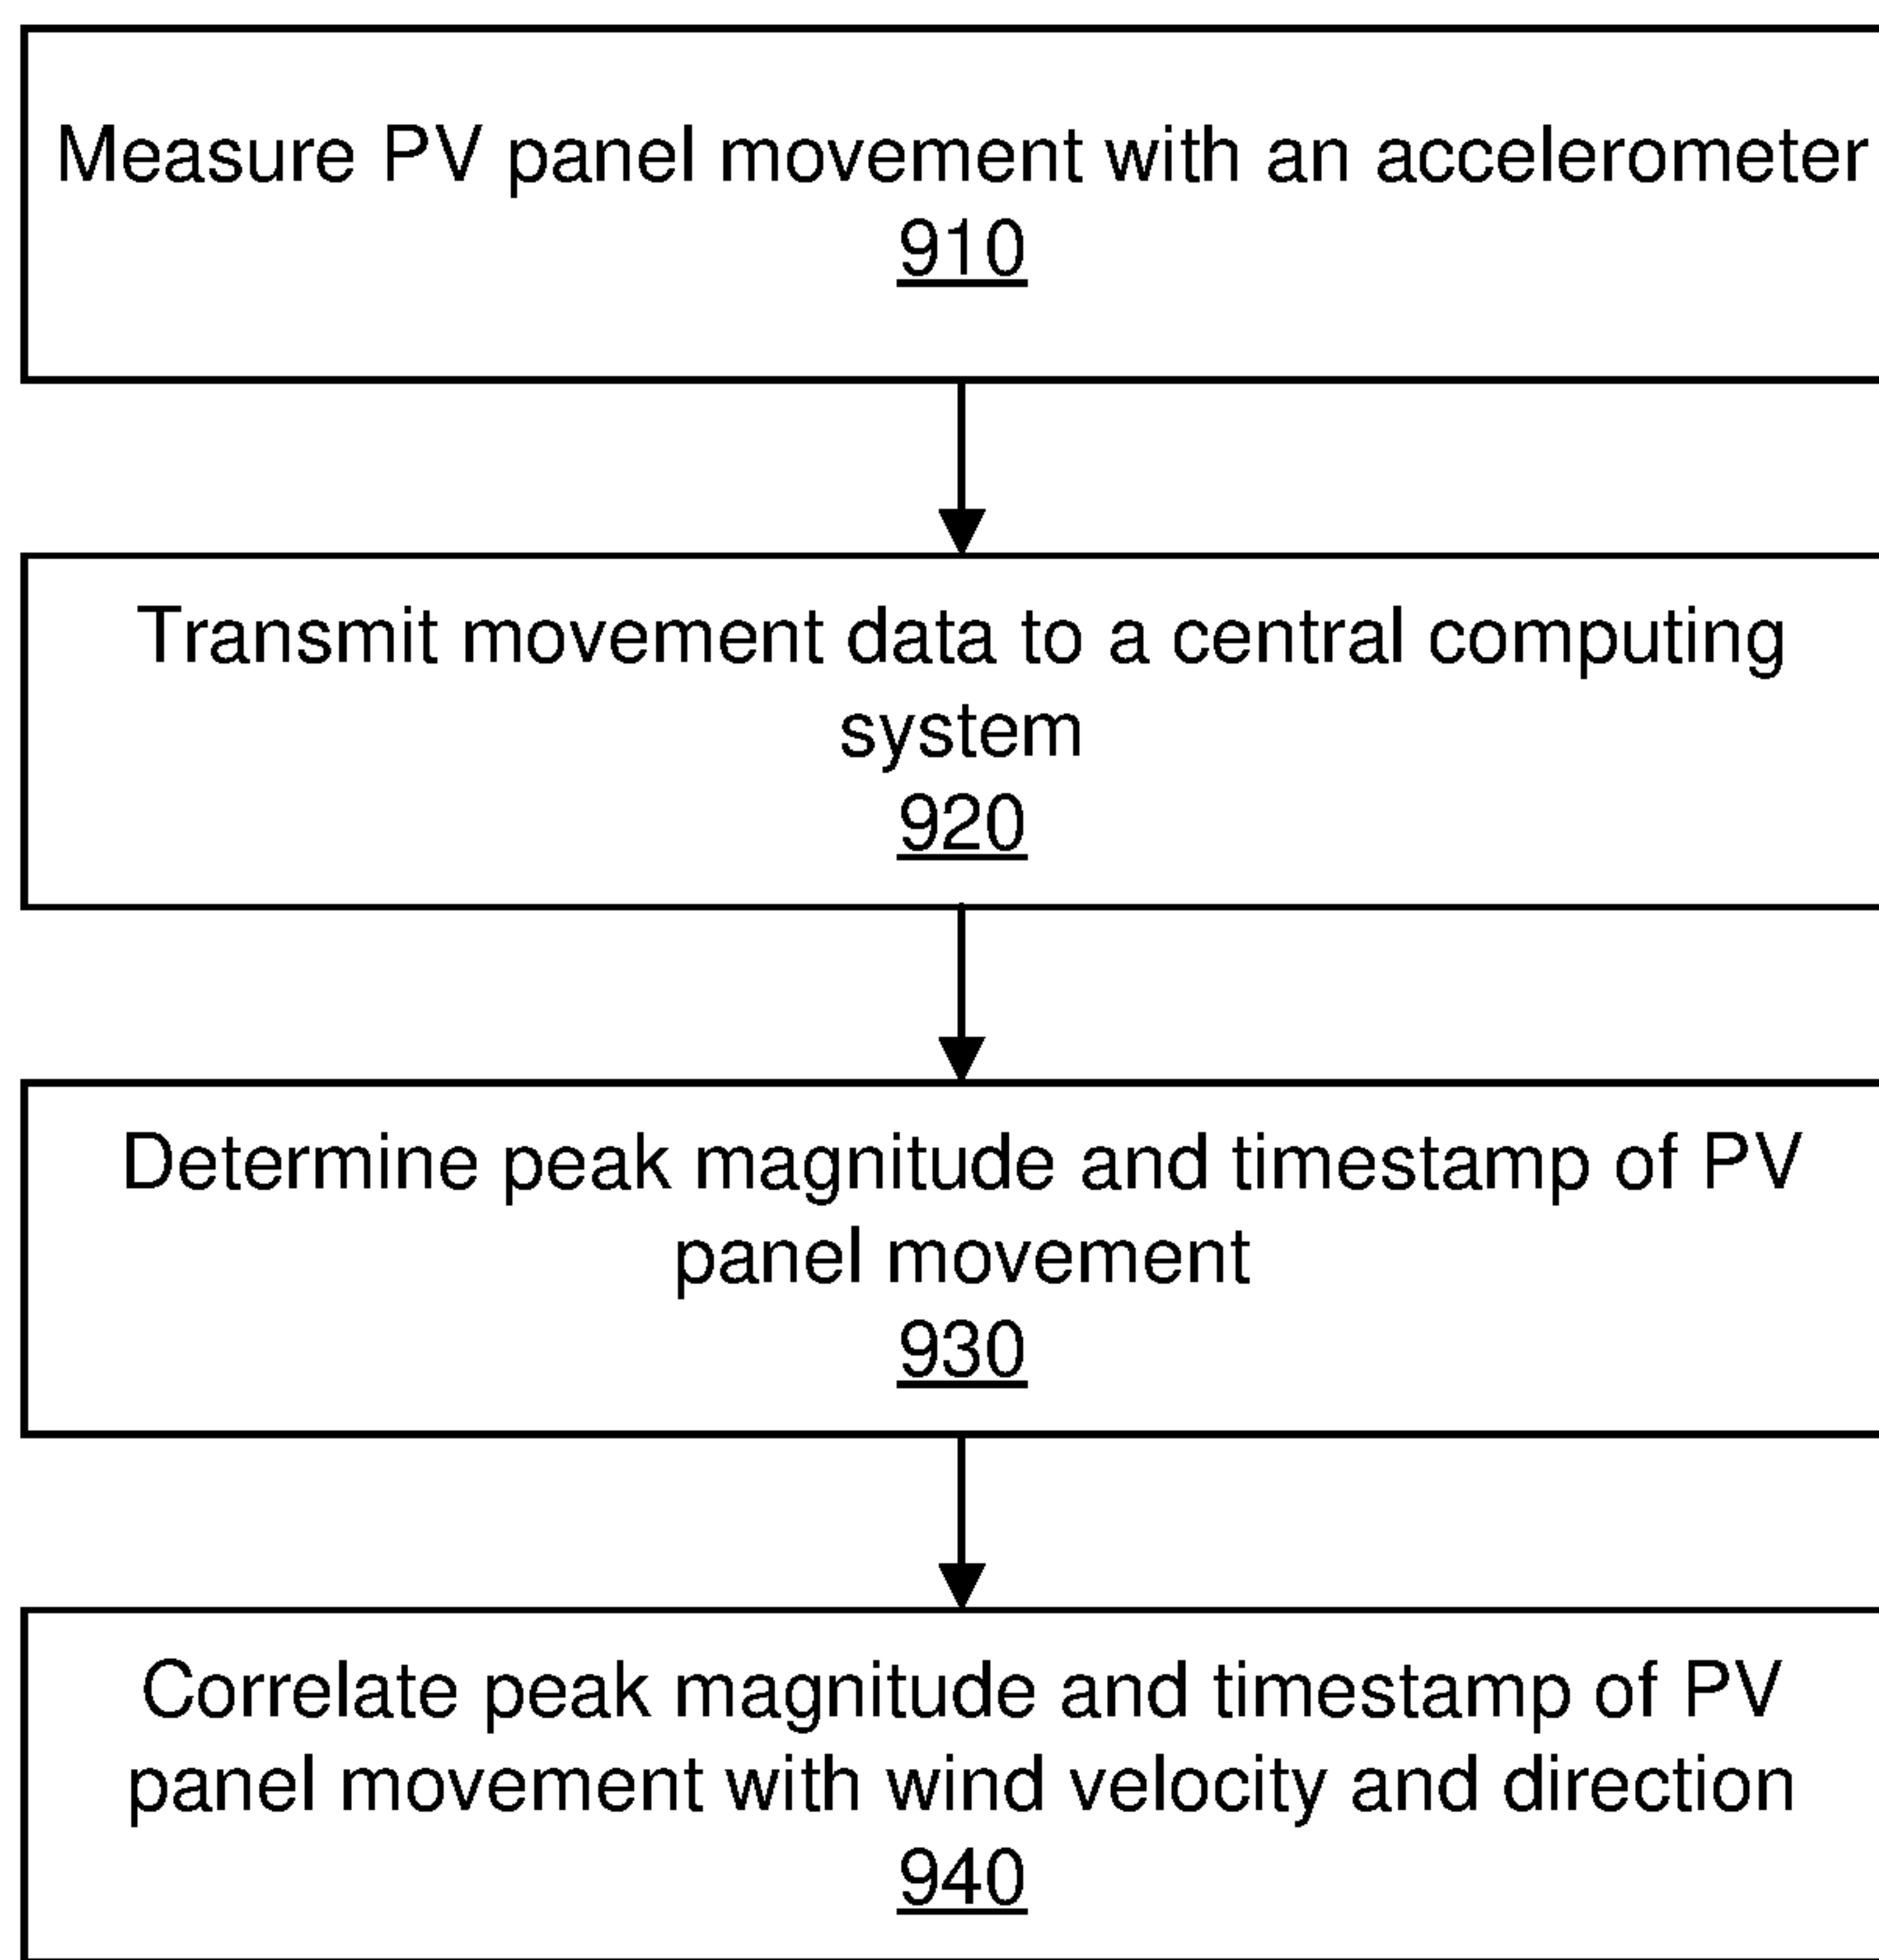 Measure PV panel movement with an accelerometer
910
Transmit movement data to a central computing
system
920
Determine peak magnitude and timestamp of PV
panel movement
930
Correlate peak magnitude and timestamp of PV
panel movement with wind velocity and direction
940